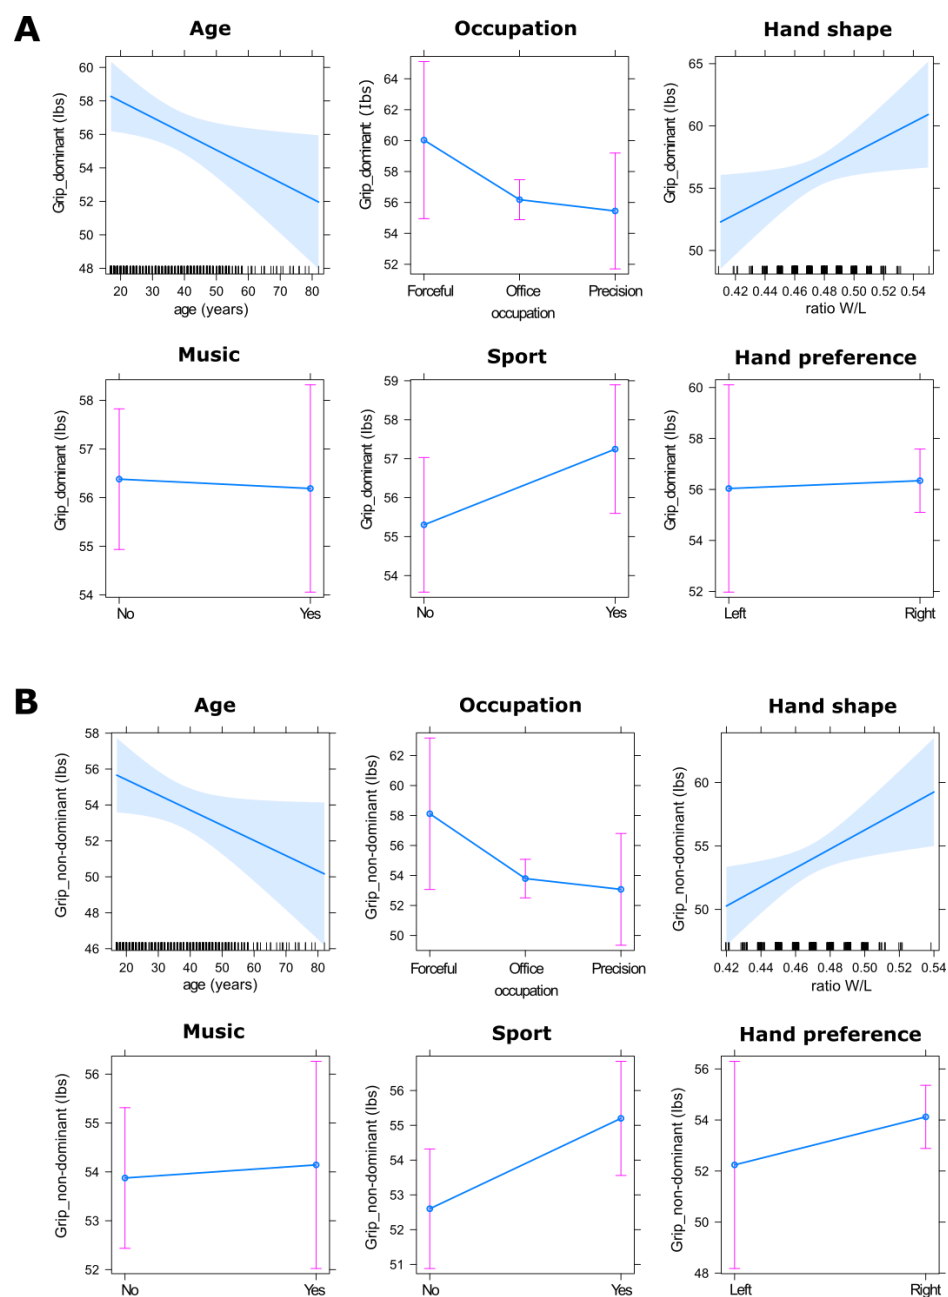 A
Age
Occupation
Hand shape
Grip_dominant (lbs)
60
58
56
54
52
50
48
20 30 40 50 60 70 80
age (years)
Grip_dominant (lbs)
64
62
60
58
56
54
52
Forceful Office Precision
occupation
Grip_dominant (lbs)
65
60
55
50
0.42 0.44 0.46 0.48 0.50 0.52 0.54
ratio W/L
Music
Sport
Hand preference
Grip_dominant (lbs)
58
57
56
55
54
No Yes
Grip_dominant (lbs)
59
58
57
56
55
54
No Yes
Grip_dominant (lbs)
60
58
56
54
52
Left Right
B
Age
Occupation
Hand shape
Grip_non-dominant (lbs)
58
56
54
52
50
48
46
20 30 40 50 60 70 80
age (years)
Grip_non-dominant (lbs)
62
60
58
56
54
52
50
Forceful Office Precision
occupation
Grip_non-dominant (lbs)
60
55
50
0.42 0.44 0.46 0.48 0.50 0.52 0.54
ratio W/L
Music
Sport
Hand preference
Grip_non-dominant (lbs)
56
55
54
53
52
No Yes
Grip_non-dominant (lbs)
56
55
54
53
52
51
No Yes
Grip_non-dominant (lbs)
56
54
52
50
48
Left Right